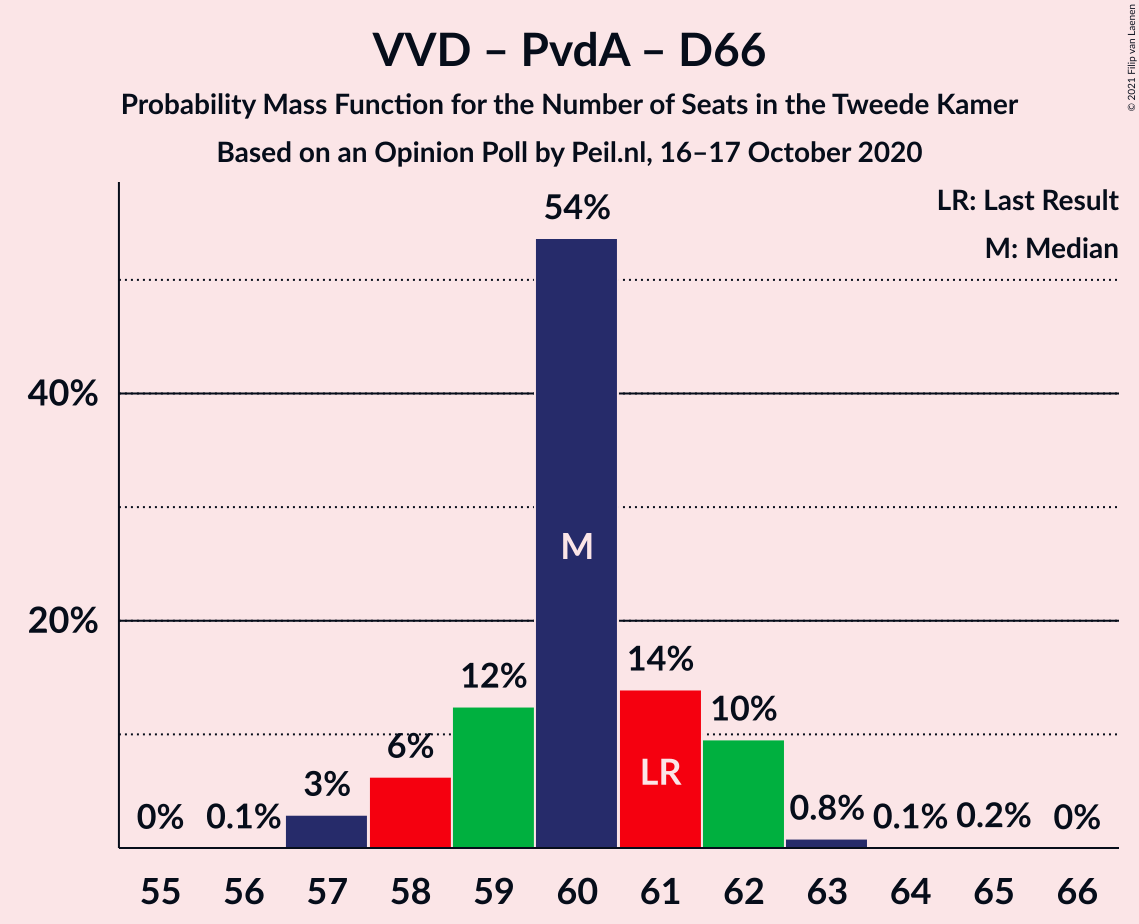 VVD – PvdA – D66
Probability Mass Function for the Number of Seats in the Tweede Kamer
Based on an Opinion Poll by Peil.nl, 16–17 October 2020
© 2021 Filip van Laenen
LR: Last Result
M: Median
40%
20%
0%
0.1%
3%
6%
12%
54%
14%
10%
0.8%
0.1%
0.2%
0%
M
LR
55 56 57 58 59 60 61 62 63 64 65 66